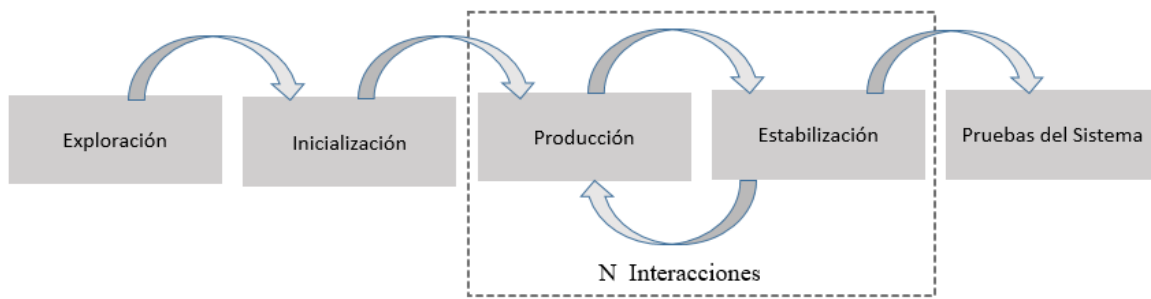 Exploración
Inicialización
Producción
Estabilización
Pruebas del Sistema
N Interacciones